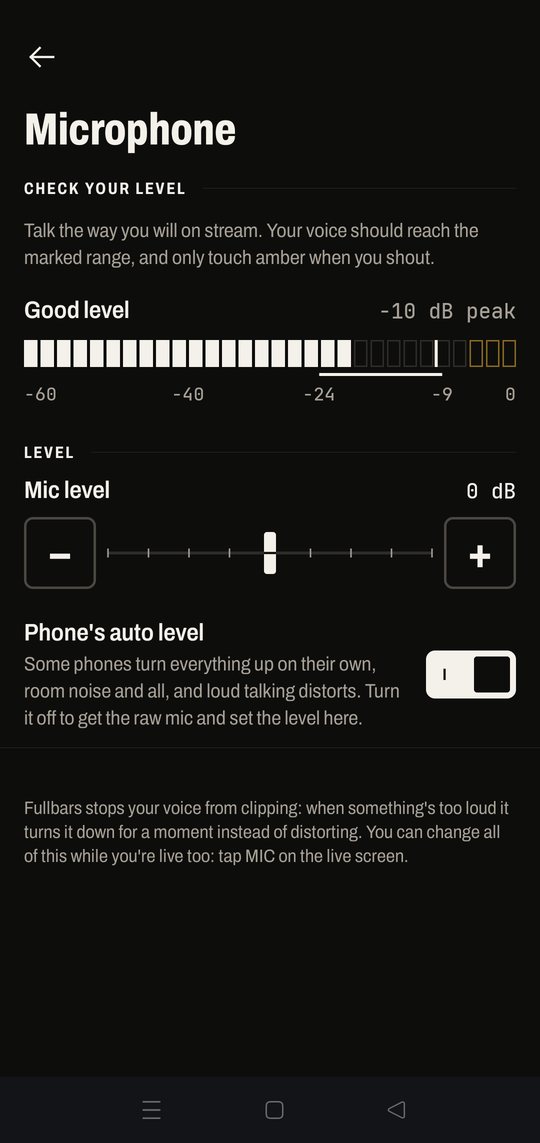 Microphone
CHECK YOUR LEVEL
Talk the way you will on stream. Your voice should reach the
marked range, and only touch amber when you shout.
Good level -10 dB peak
-60 -40 -24 -9 0
LEVEL
Mic level 0 dB
Phone's auto level
Some phones turn everything up on their own,
room noise and all, and loud talking distorts. Turn
it off to get the raw mic and set the level here.
Fullbars stops your voice from clipping: when something's too loud it
turns it down for a moment instead of distorting. You can change all
of this while you're live too: tap MIC on the live screen.